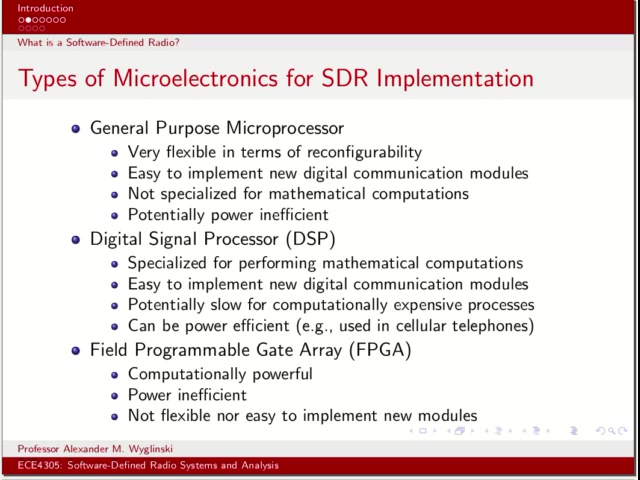 Introduction
What is a Software-Defined Radio?
Types of Microelectronics for SDR Implementation
General Purpose Microprocessor
Very flexible in terms of reconfigurability
Easy to implement new digital communication modules
Not specialized for mathematical computations
Potentially power inefficient
Digital Signal Processor (DSP)
Specialized for performing mathematical computations
Easy to implement new digital communication modules
Potentially slow for computationally expensive processes
Can be power efficient (e.g., used in cellular telephones)
Field Programmable Gate Array (FPGA)
Computationally powerful
Power inefficient
Not flexible nor easy to implement new modules
Professor Alexander M. Wyglinski
ECE4305: Software-Defined Radio Systems and Analysis